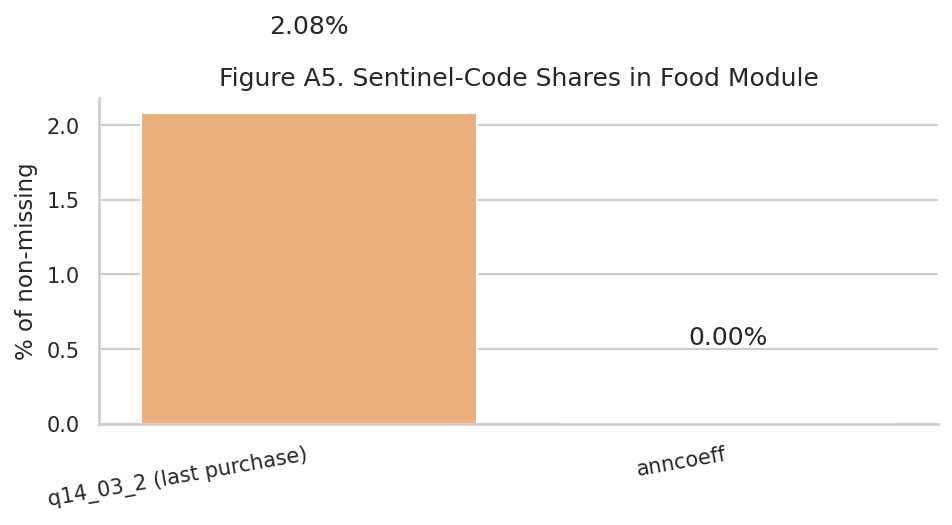 2.08%
Figure A5. Sentinel-Code Shares in Food Module
% of non-missing
2.0
1.5
1.0
0.5
0.0
0.00%
q14_03_2 (last purchase)
anncoeff